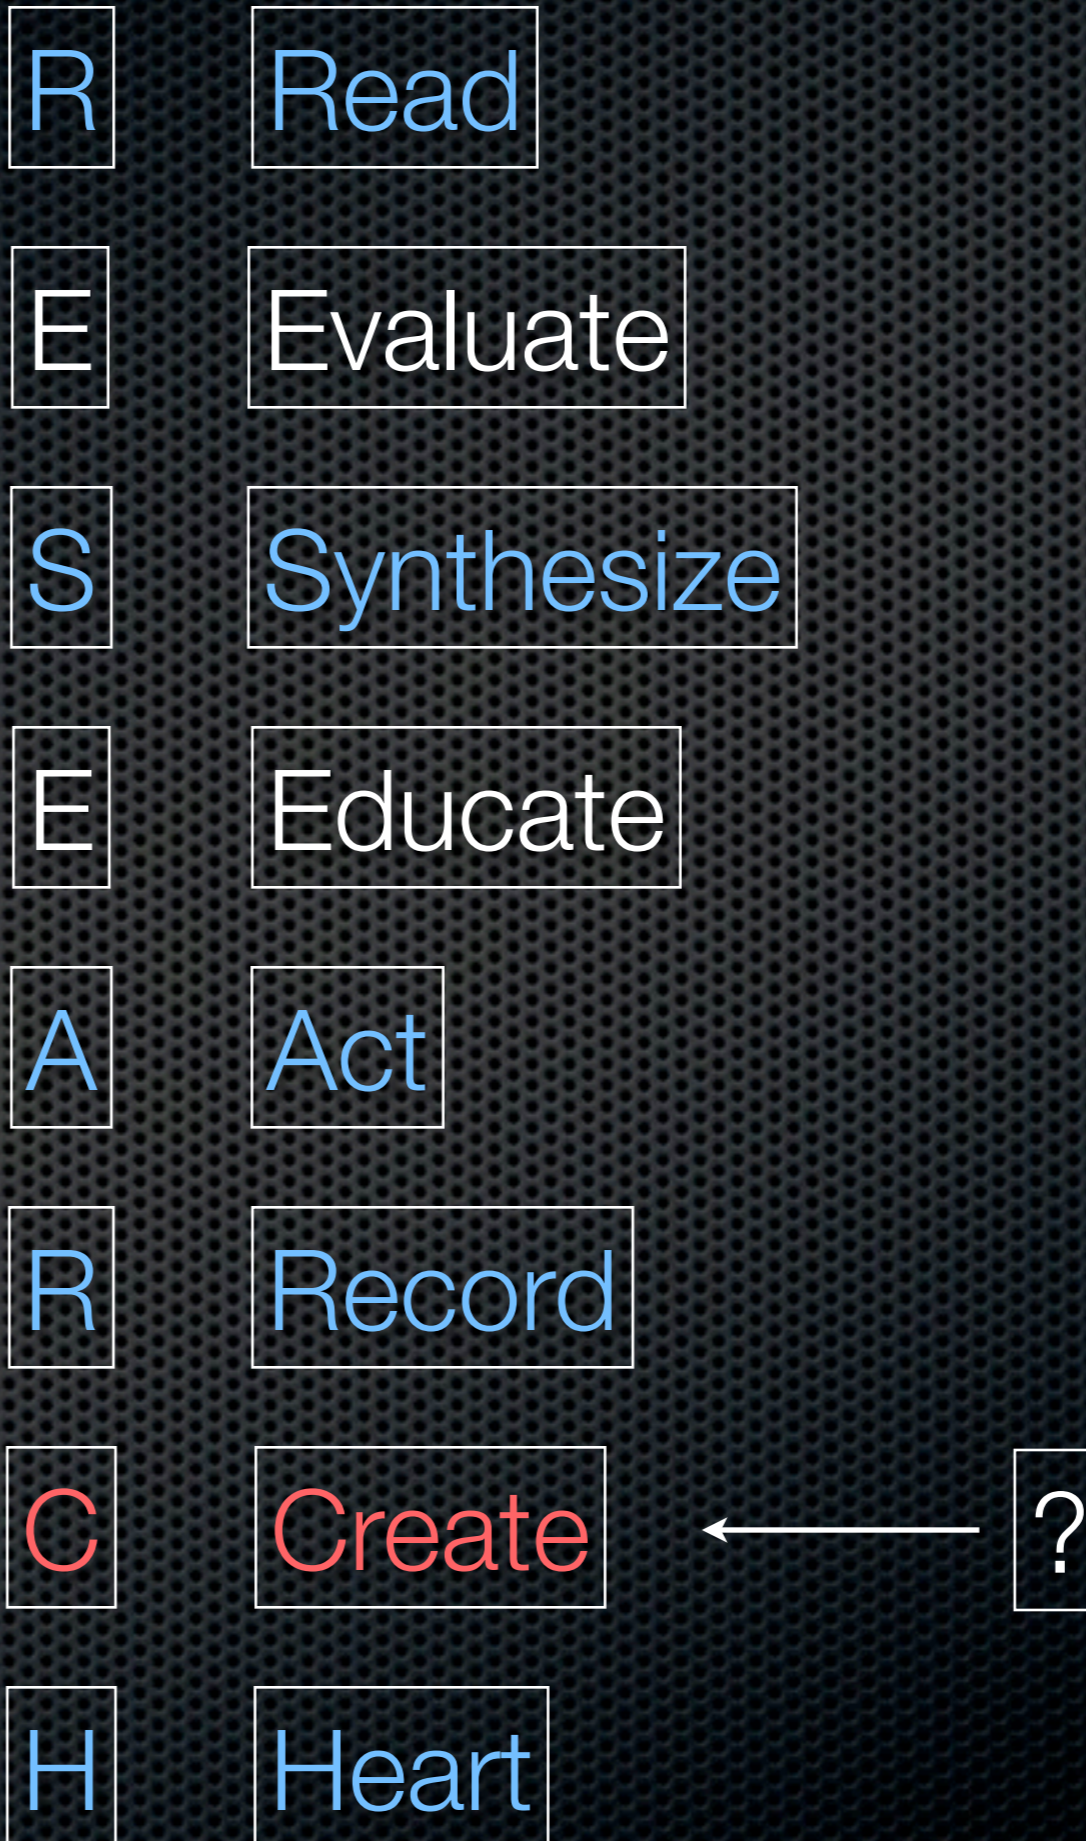 R Read
E Evaluate
S Synthesize
E Educate
A Act
R Record
C Create ?
H Heart